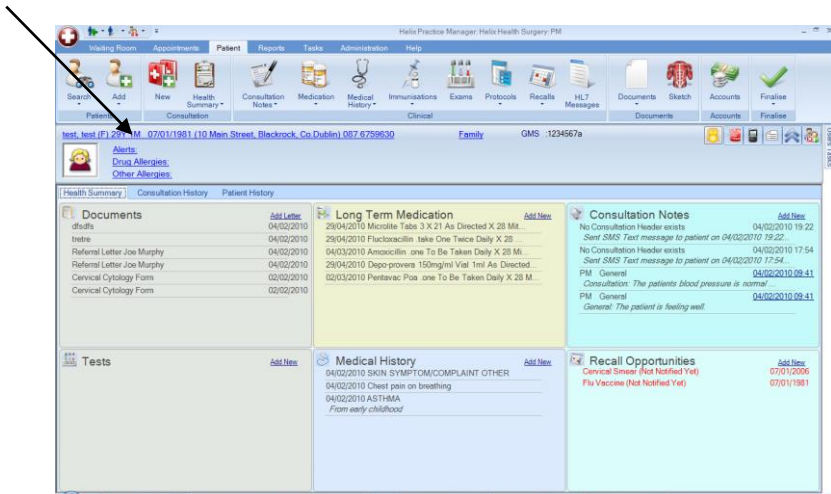 Helix Practice Manager: Helix Health Surgery: PM
Waiting Room Appointments Patient Reports Tasks Administration Help
Search Add New Health Summary Consultation Notes Medication Medical History Immunisations Exams Protocols Recalls HL7 Messages Documents Sketch Accounts Finalise
Patients Consultation Clinical Documents Accounts Finalise
test, test (F) 29Y M 07/01/1981 (10 Main Street, Blackrock, Co.Dublin) 087 6759630 Family GMS :1234567a
Alerts:
Drug Allergies:
Other Allergies:
Health Summary Consultation History Patient History
Documents Add Letter
dfsdfs 04/02/2010
tretre 04/02/2010
Referral Letter Joe Murphy 04/02/2010
Referral Letter Joe Murphy 04/02/2010
Cervical Cytology Form 02/02/2010
Cervical Cytology Form 02/02/2010
Long Term Medication Add New
29/04/2010 Microlite Tabs 3 X 21 As Directed X 28 Mit...
29/04/2010 Flucloxacillin .take One Twice Daily X 28 ...
04/03/2010 Amoxicillin .one To Be Taken Daily X 28 Mi...
29/04/2010 Depo-provera 150mg/ml Vial 1ml As Directed...
02/03/2010 Pentavac Poa .one To Be Taken Daily X 28 M...
Consultation Notes Add New
No Consultation Header exists 04/02/2010 19:22
Sent SMS Text message to patient on 04/02/2010 19:22...
No Consultation Header exists 04/02/2010 17:54
Sent SMS Text message to patient on 04/02/2010 17:54...
PM General 04/02/2010 09:41
Consultation: The patients blood pressure is normal ...
PM General 04/02/2010 09:41
General: The patient is feeling well.
Tests Add New
Medical History Add New
04/02/2010 SKIN SYMPTOM/COMPLAINT OTHER
04/02/2010 Chest pain on breathing
04/02/2010 ASTHMA
From early childhood
Recall Opportunities Add New
Cervical Smear (Not Notified Yet) 07/01/2006
Flu Vaccine (Not Notified Yet) 07/01/1981